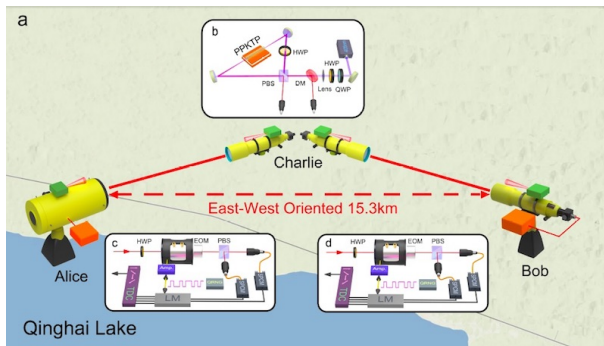 a
b
PPKTP
HWP
HWP
PBS
DM
Lens
QWP
Charlie
East-West Oriented 15.3km
Alice
Bob
c
HWP
EOM
PBS
Amp
TDC
LM
d
HWP
EOM
PBS
Amp
TDC
LM
Qinghai Lake